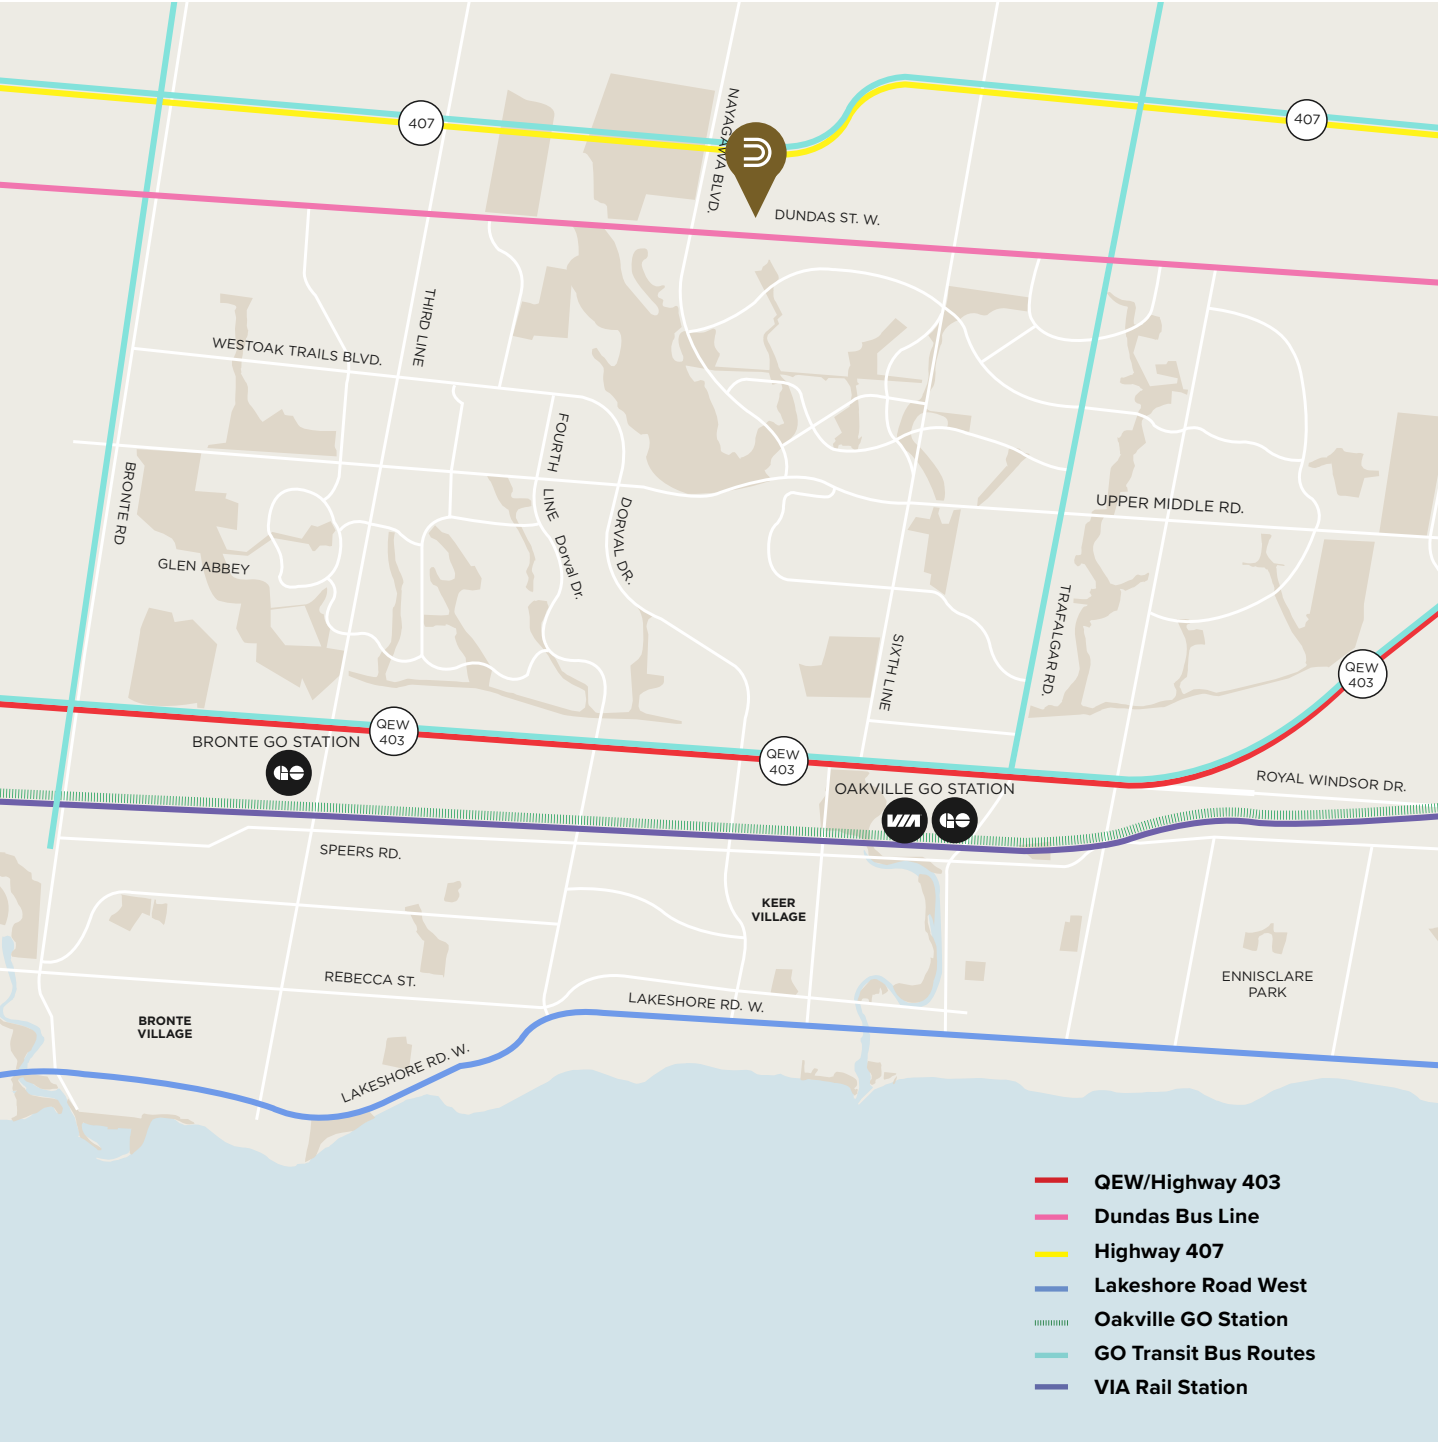 407
407
NAYAGAWA BLVD.
DUNDAS ST. W.
THIRD LINE
WESTOAK TRAILS BLVD.
FOURTH LINE
BRONTE RD
DORVAL DR.
Dorval Dr.
UPPER MIDDLE RD.
GLEN ABBEY
TRAFALGAR RD.
SIXTH LINE
QEW
403
QEW
403
QEW
403
BRONTE GO STATION
GO
ROYAL WINDSOR DR.
OAKVILLE GO STATION
VIA
GO
SPEERS RD.
KEER
VILLAGE
REBECCA ST.
LAKESHORE RD. W.
ENNISCLARE
PARK
BRONTE
VILLAGE
LAKESHORE RD. W.
QEW/Highway 403
Dundas Bus Line
Highway 407
Lakeshore Road West
Oakville GO Station
GO Transit Bus Routes
VIA Rail Station